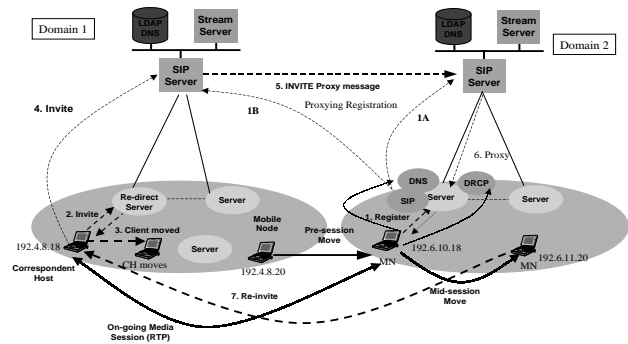 Domain 1
LDAP
DNS
Stream
Server
SIP
Server
LDAP
DNS
Stream
Server
Domain 2
SIP
Server
5. INVITE Proxy message
Proxying Registration
4. Invite
1B
1A
6. Proxy
DNS
SIP
Server
DRCP
Server
Re-direct
Server
Server
2. Invite
3. Client moved
Mobile
Node
Server
Pre-session
Move
1. Register
192.4.8.18
CH moves
192.4.8.20
192.6.10.18
MN
192.6.11.20
MN
Correspondent
Host
7. Re-invite
Mid-session
Move
On-going Media
Session (RTP)